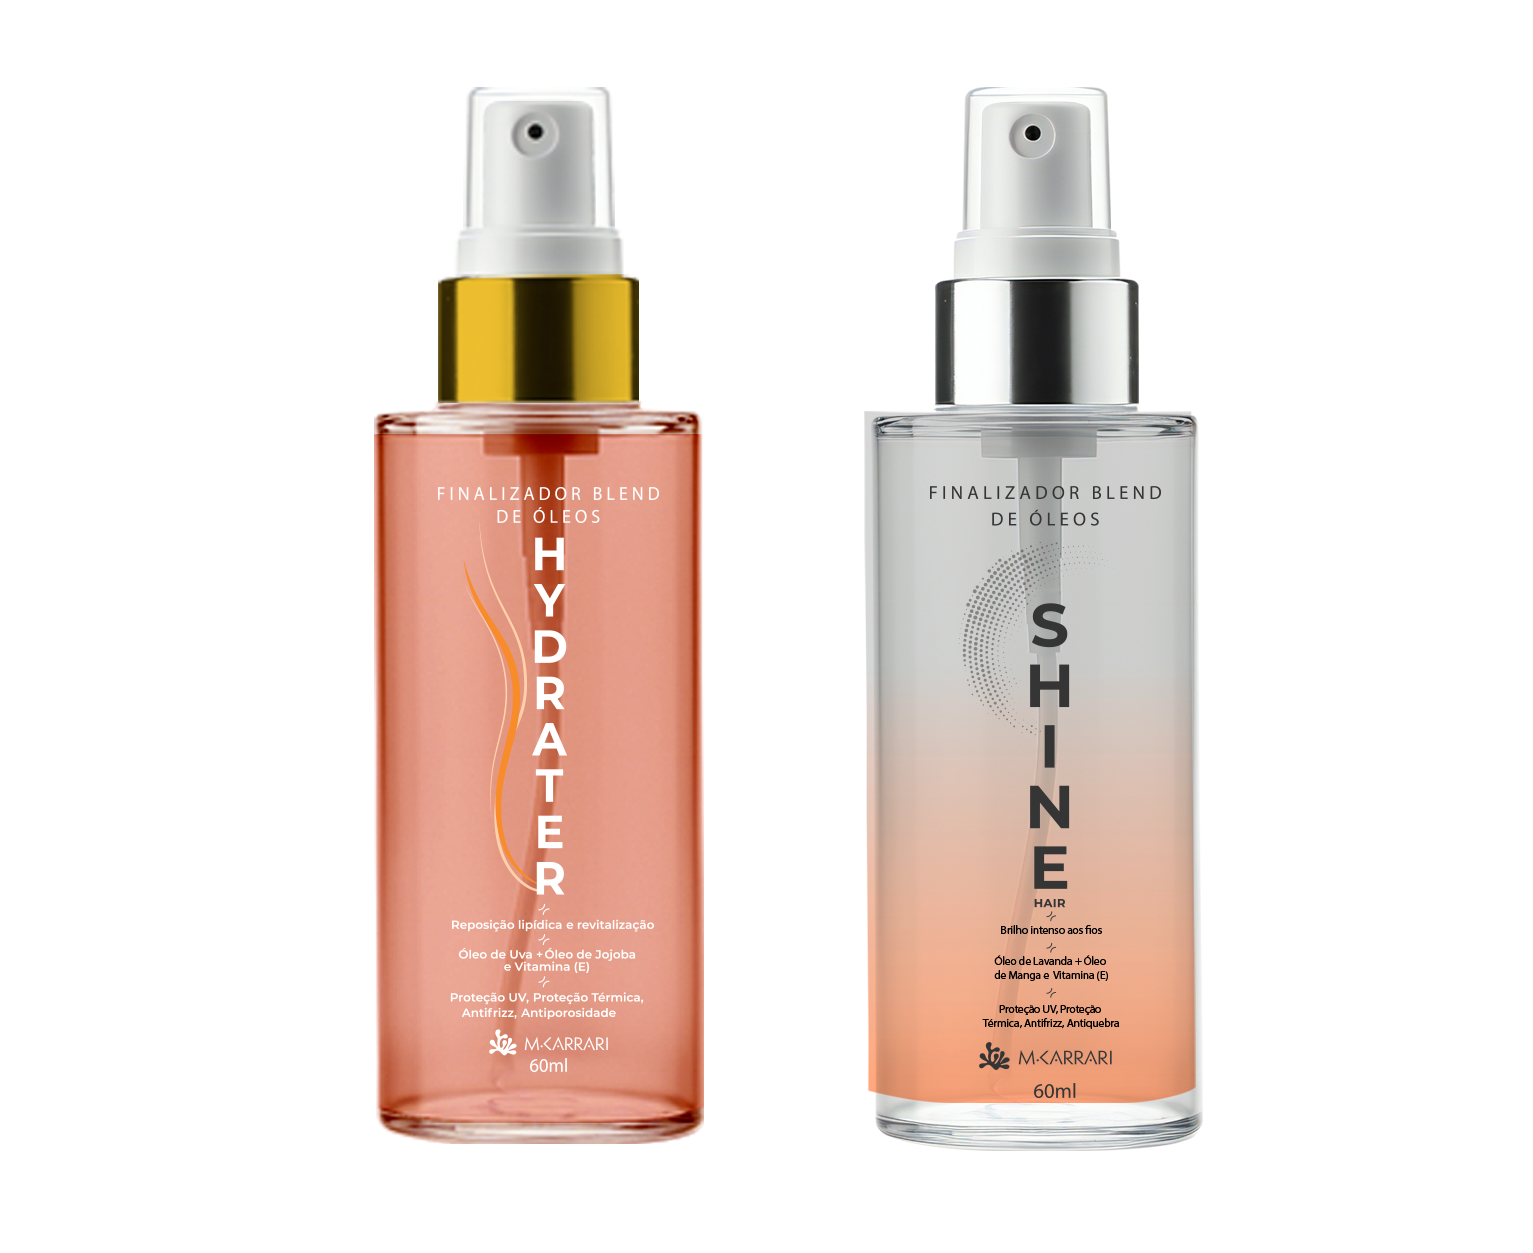 FINALIZADOR BLEND
DE ÓLEOS
HYDRATER
Reposição lipídica e revitalização
Óleo de Uva + Óleo de Jojoba
e Vitamina (E)
Proteção UV, Proteção Térmica,
Antifrizz, Antiporosidade
M·CARRARI
60ml
FINALIZADOR BLEND
DE ÓLEOS
SHINE
HAIR
Brilho intenso aos fios
Óleo de Lavanda + Óleo
de Manga e Vitamina (E)
Proteção UV, Proteção
Térmica, Antifrizz, Antiquebra
M·CARRARI
60ml